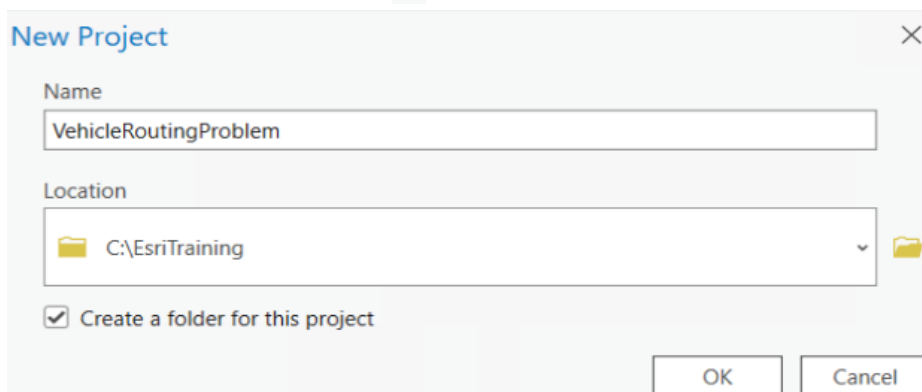 New Project
Name
VehicleRoutingProblem
Location
C:\EsriTraining
Create a folder for this project
OK
Cancel